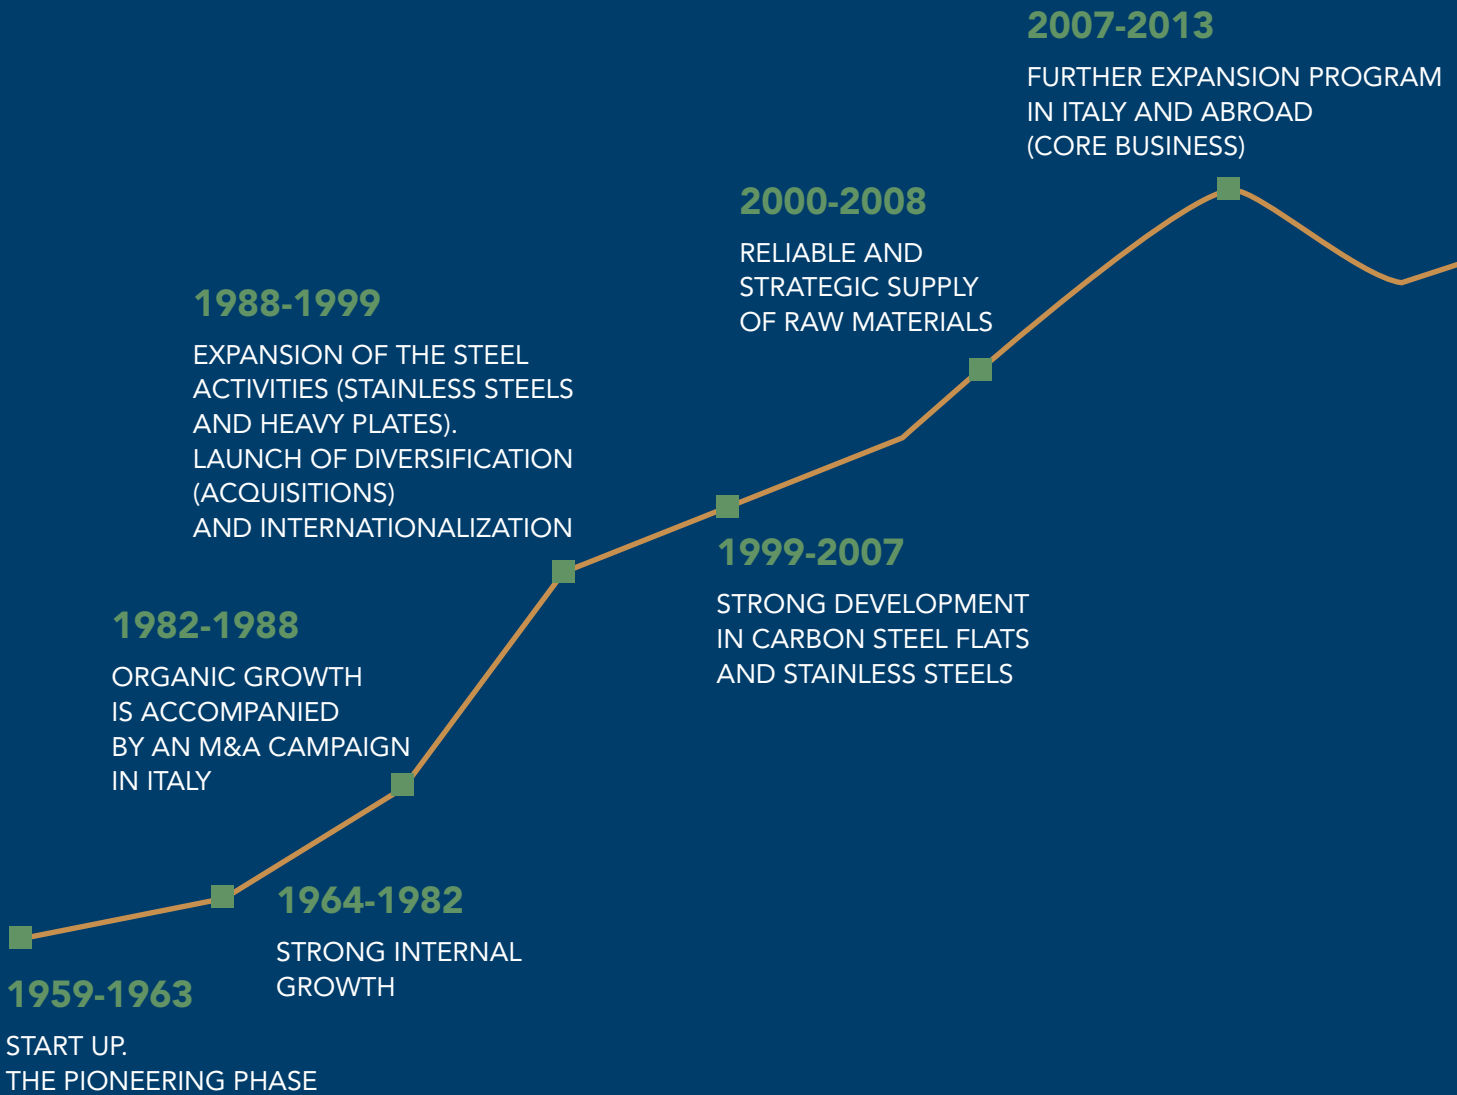 2007-2013
FURTHER EXPANSION PROGRAM
IN ITALY AND ABROAD
(CORE BUSINESS)
2000-2008
RELIABLE AND
STRATEGIC SUPPLY
OF RAW MATERIALS
1988-1999
EXPANSION OF THE STEEL
ACTIVITIES (STAINLESS STEELS
AND HEAVY PLATES).
LAUNCH OF DIVERSIFICATION
(ACQUISITIONS)
AND INTERNATIONALIZATION
1999-2007
STRONG DEVELOPMENT
IN CARBON STEEL FLATS
AND STAINLESS STEELS
1982-1988
ORGANIC GROWTH
IS ACCOMPANIED
BY AN M&A CAMPAIGN
IN ITALY
1964-1982
STRONG INTERNAL
GROWTH
1959-1963
START UP.
THE PIONEERING PHASE